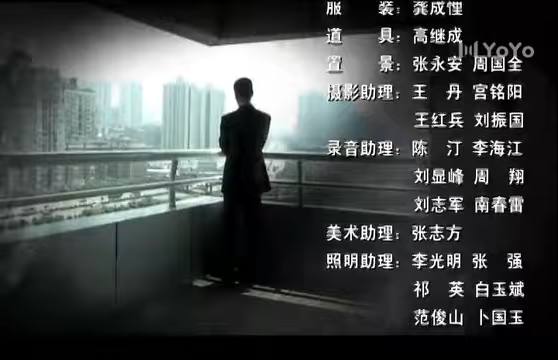 YoYo
服 装：龚成恇
道 具：高继成
置 景：张永安 周国全
摄影助理：王 丹 宫铭阳
王红兵 刘振国
录音助理：陈 汀 李海江
刘显峰 周 翔
刘志军 南春雷
美术助理：张志方
照明助理：李光明 张 强
祁 英 白玉斌
范俊山 卜国玉